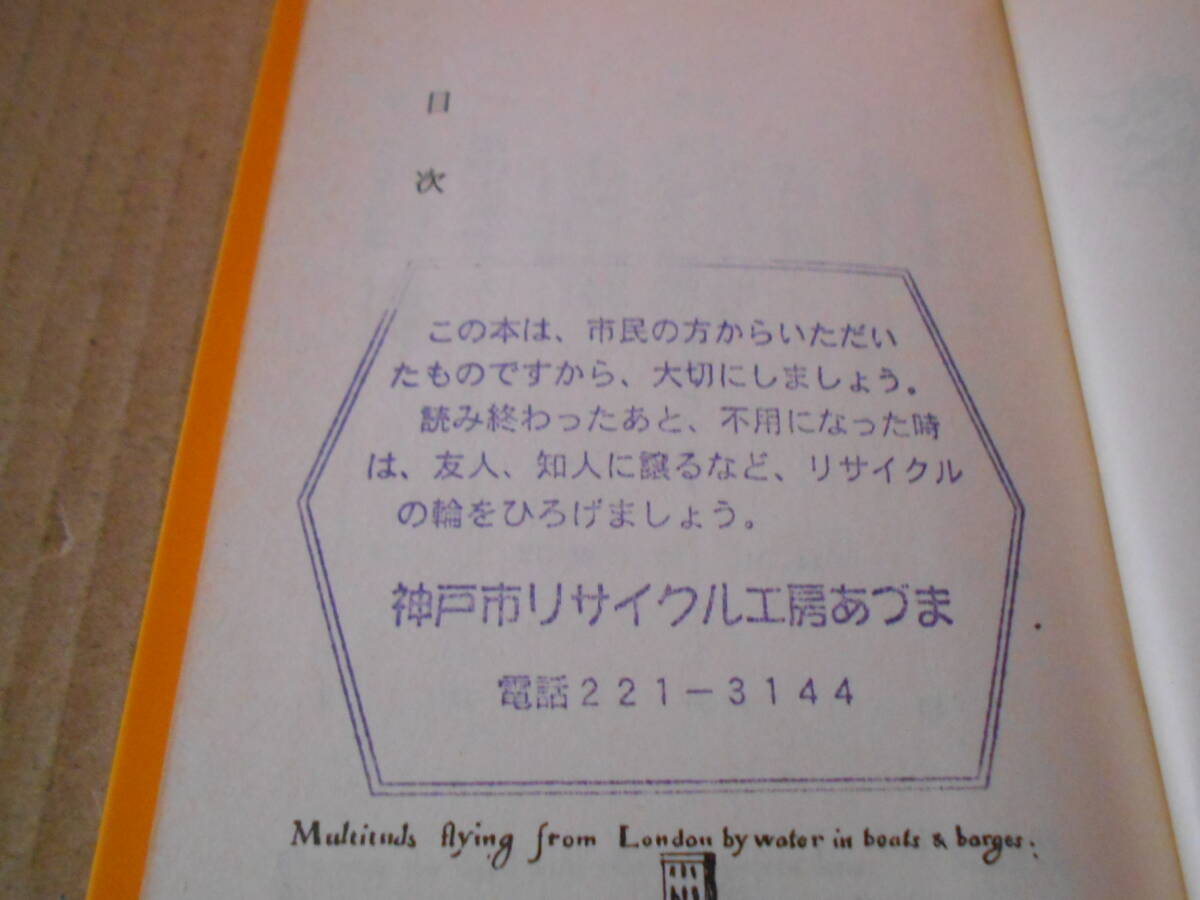 目次
この本は、市民の方からいただい
たものですから、大切にしましょう。
読み終わったあと、不用になった時
は、友人、知人に譲るなど、リサイクル
の輪をひろげましょう。
神戸市リサイクル工房あづま
電話221-3144
Multituds flying from London by water in boats & barges.